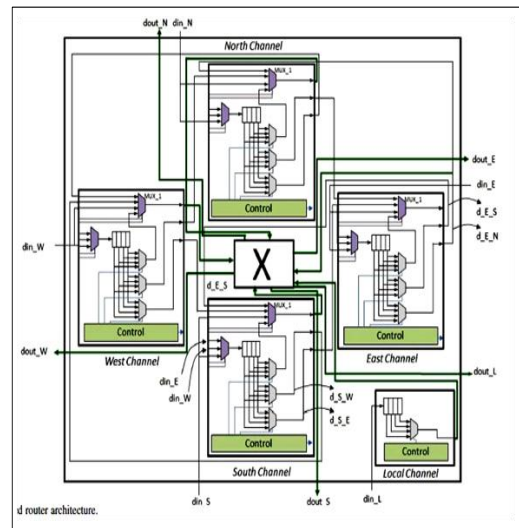 dout_N din_N
North Channel
MUX_1
dout_E
din_E
Control
MUX_1
MUX_1
d_E_S
din_W
d_E_N
X
d_E_S
MUX_1
Control
Control
dout_W
West Channel
East Channel
dout_L
din_E
din_W
d_S_W
d_S_E
Control
Control
South Channel
Local Channel
din_S
dout_S
din_L
d router architecture.